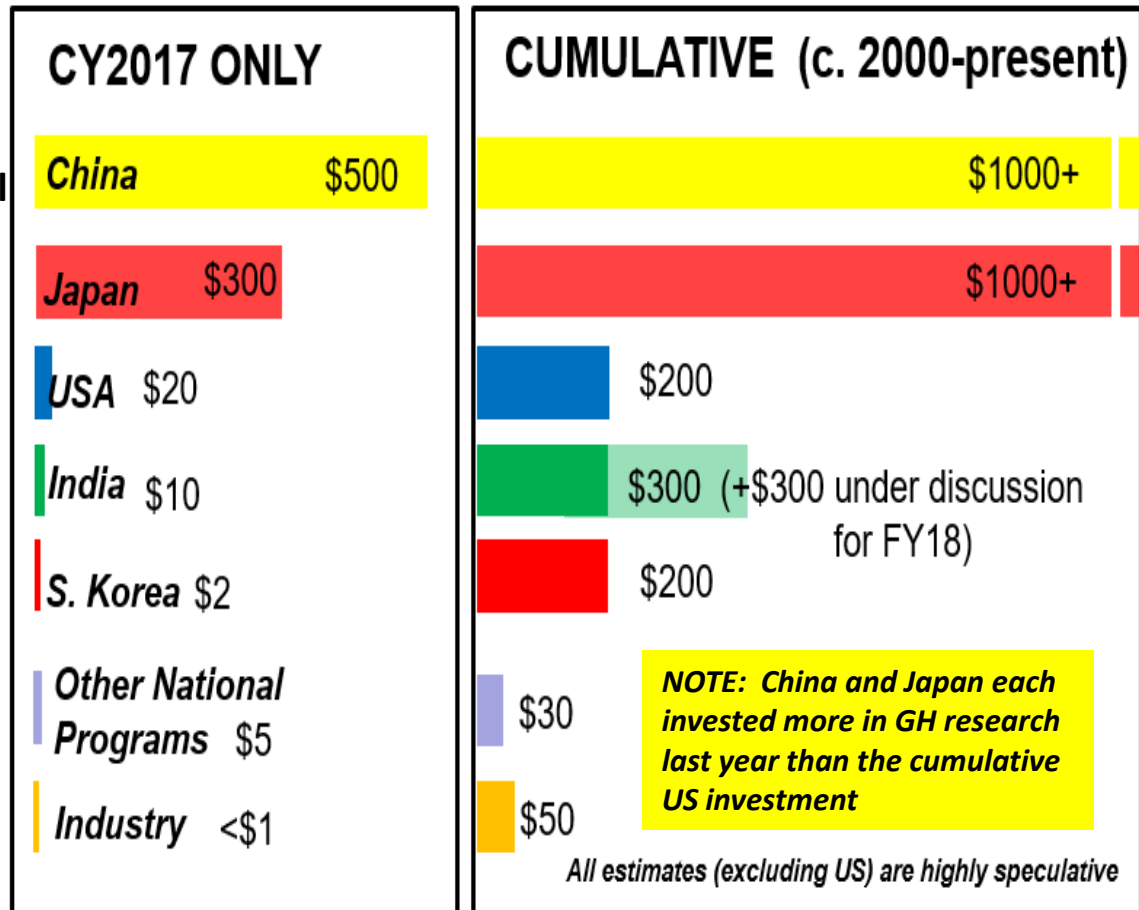 CY2017 ONLY
China $500
Japan $300
USA $20
India $10
S. Korea $2
Other National
Programs $5
Industry <$1
CUMULATIVE (c. 2000-present)
$1000+
$1000+
$200
$300 (+$300 under discussion
for FY18)
$200
$30
$50
NOTE: China and Japan each
invested more in GH research
last year than the cumulative
US investment
All estimates (excluding US) are highly speculative